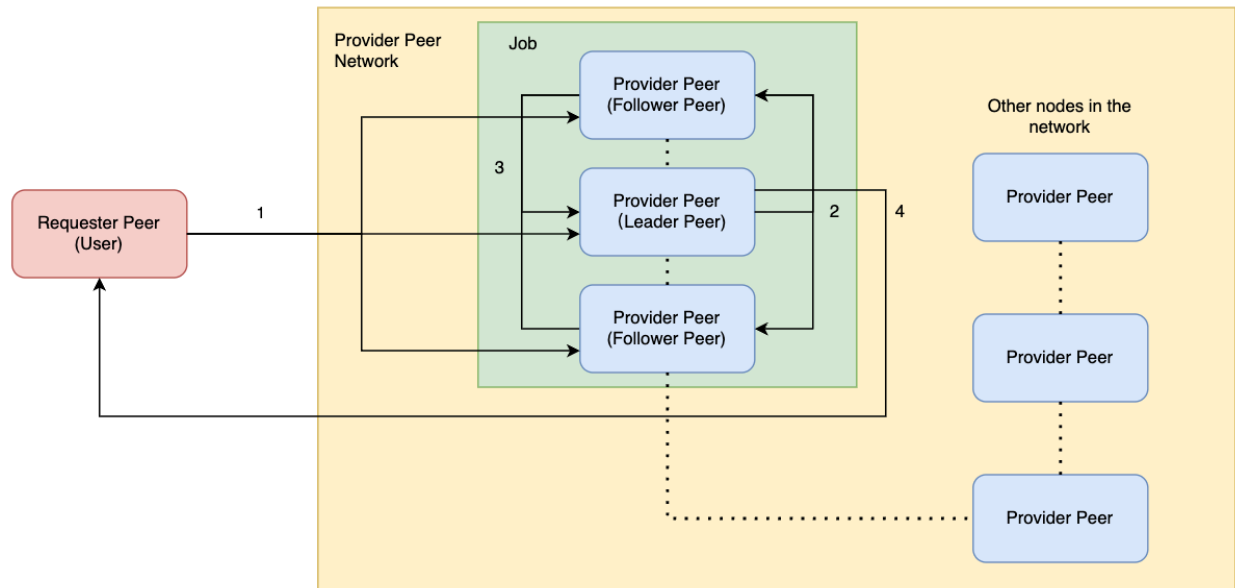 Provider Peer
Network
Job
Provider Peer
(Follower Peer)
Other nodes in the
network
3
Provider Peer
(Leader Peer)
2
4
Provider Peer
1
Requester Peer
(User)
Provider Peer
(Follower Peer)
Provider Peer
Provider Peer